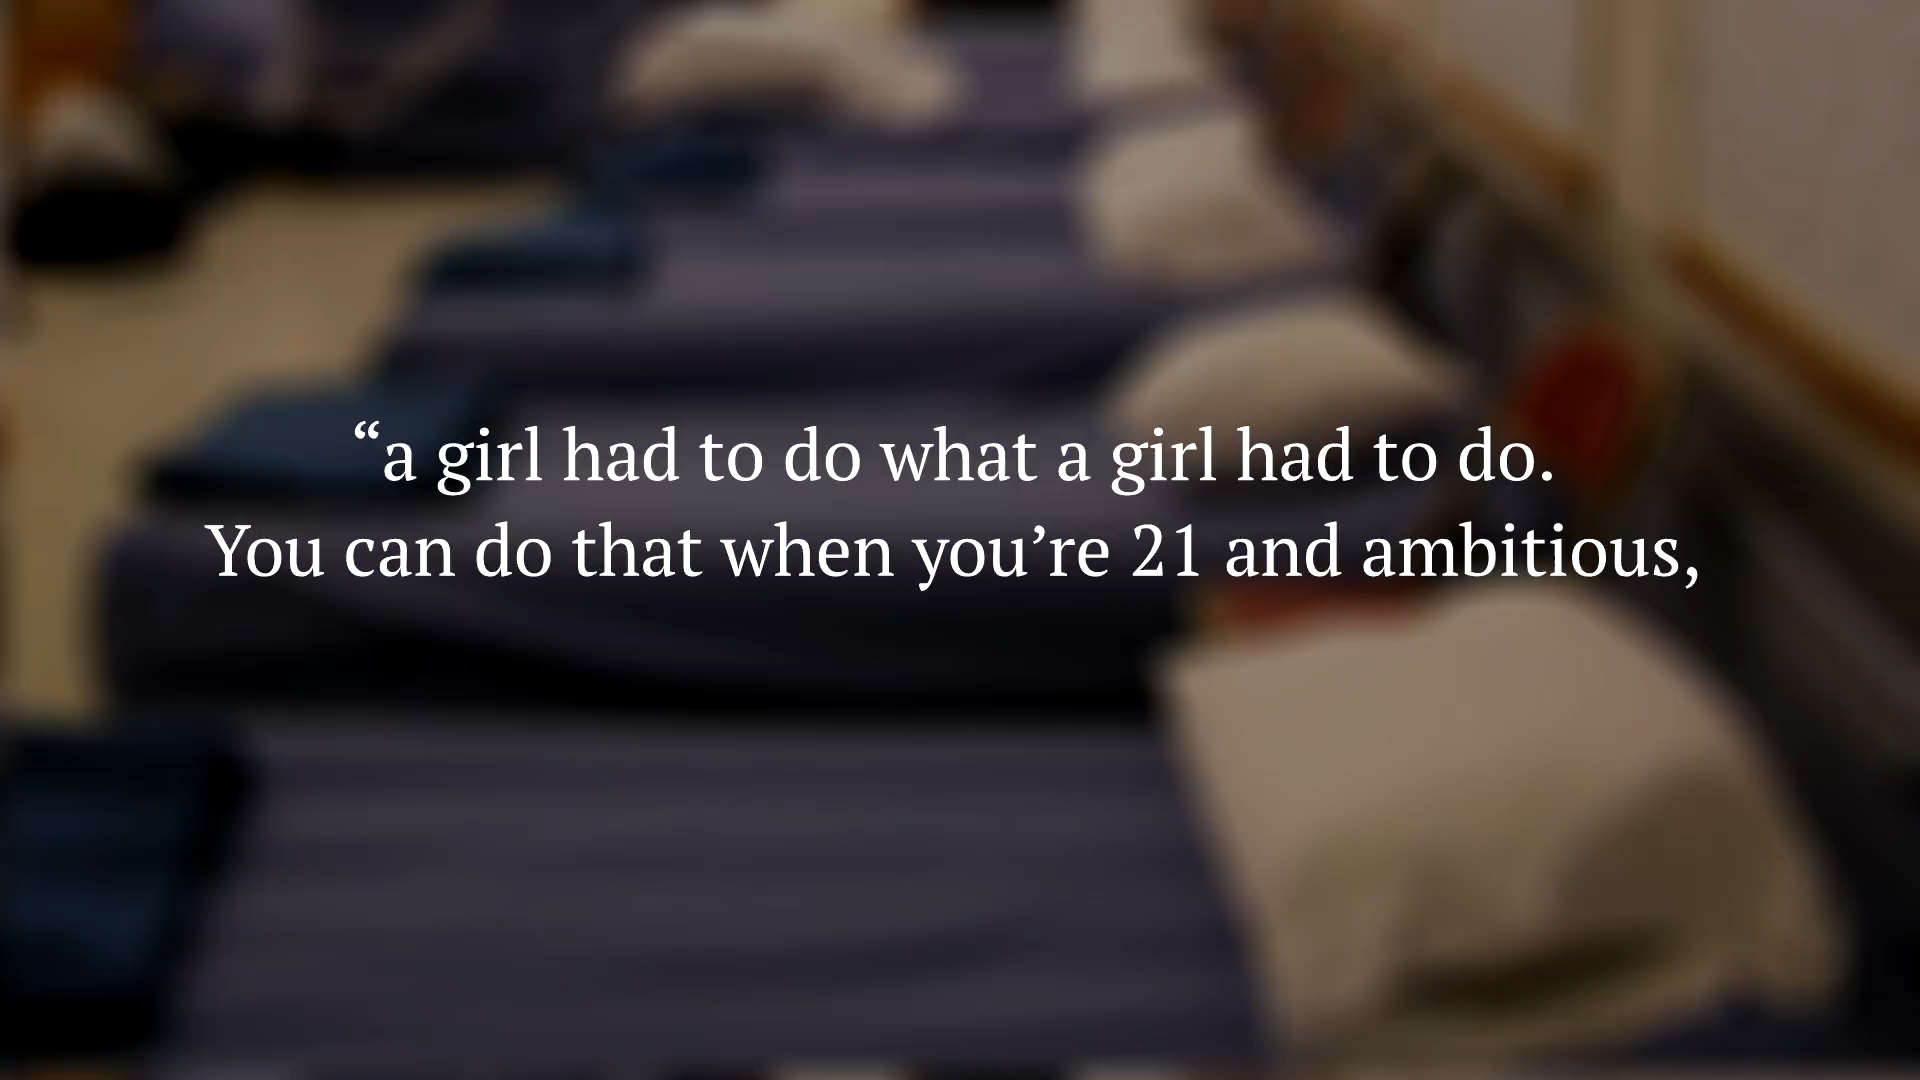 “a girl had to do what a girl had to do.
You can do that when you’re 21 and ambitious,